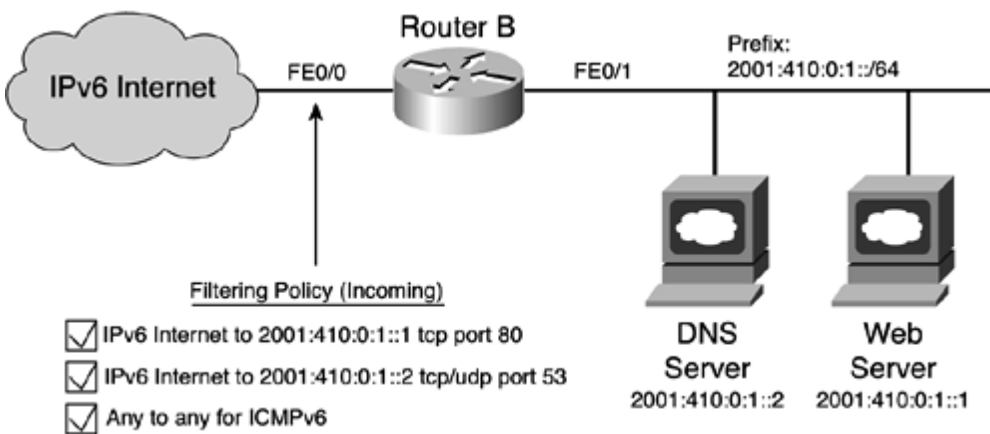 Router B
Prefix:
2001:410:0:1::/64
IPv6 Internet
FE0/0
FE0/1
Filtering Policy (Incoming)
IPv6 Internet to 2001:410:0:1::1 tcp port 80
IPv6 Internet to 2001:410:0:1::2 tcp/udp port 53
Any to any for ICMPv6
DNS
Server
2001:410:0:1::2
Web
Server
2001:410:0:1::1